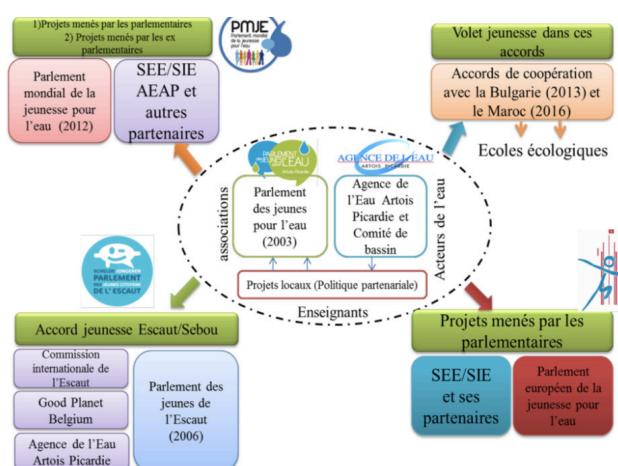 1)Projets menés par les parlementaires
2) Projets menés par les ex
parlementaires
Parlement
mondial de la
jeunesse pour
l'eau (2012)
SEE/SIE
AEAP et
autres
partenaires
PMJE
Parlement mondial
de la jeunesse
pour l'eau
Volet jeunesse dans ces
accords
Accords de coopération
avec la Bulgarie (2013) et
le Maroc (2016)
Ecoles écologiques
associations
PARLEMENT
L'EAU
Artois Picardie
Parlement
des jeunes
pour l'eau
(2003)
AGENCE DE L'EAU
ARTOIS PICARDIE
Agence de
l'Eau Artois
Picardie et
Comité de
bassin
Acteurs de l'eau
Projets locaux (Politique partenariale)
Enseignants
SCHELDE JONGEREN
PARLEMENT
DE L'ESCAUT
Accord jeunesse Escaut/Sebou
Commission
internationale de
l'Escaut
Good Planet
Belgium
Agence de l'Eau
Artois Picardie
Parlement des
jeunes de
l'Escaut
(2006)
Projets menés par les
parlementaires
SEE/SIE
et ses
partenaires
Parlement
européen de la
jeunesse pour
l'eau